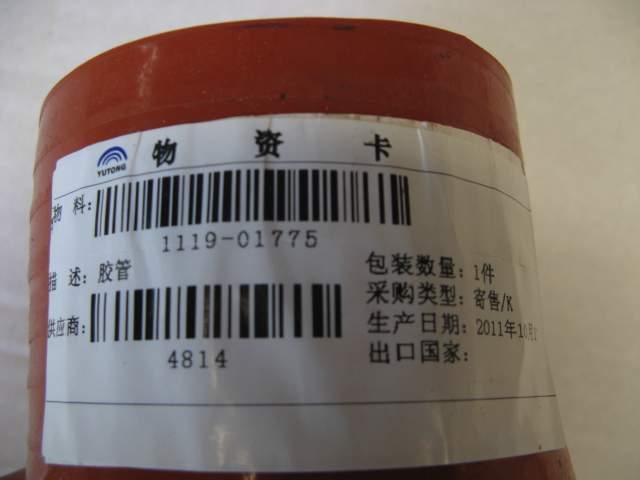 YUTONG
物资卡
物 料:
1119-01775
描 述: 胶管
包装数量: 1件
采购类型: 寄售/K
供应商:
生产日期: 2011年10月
4814
出口国家: